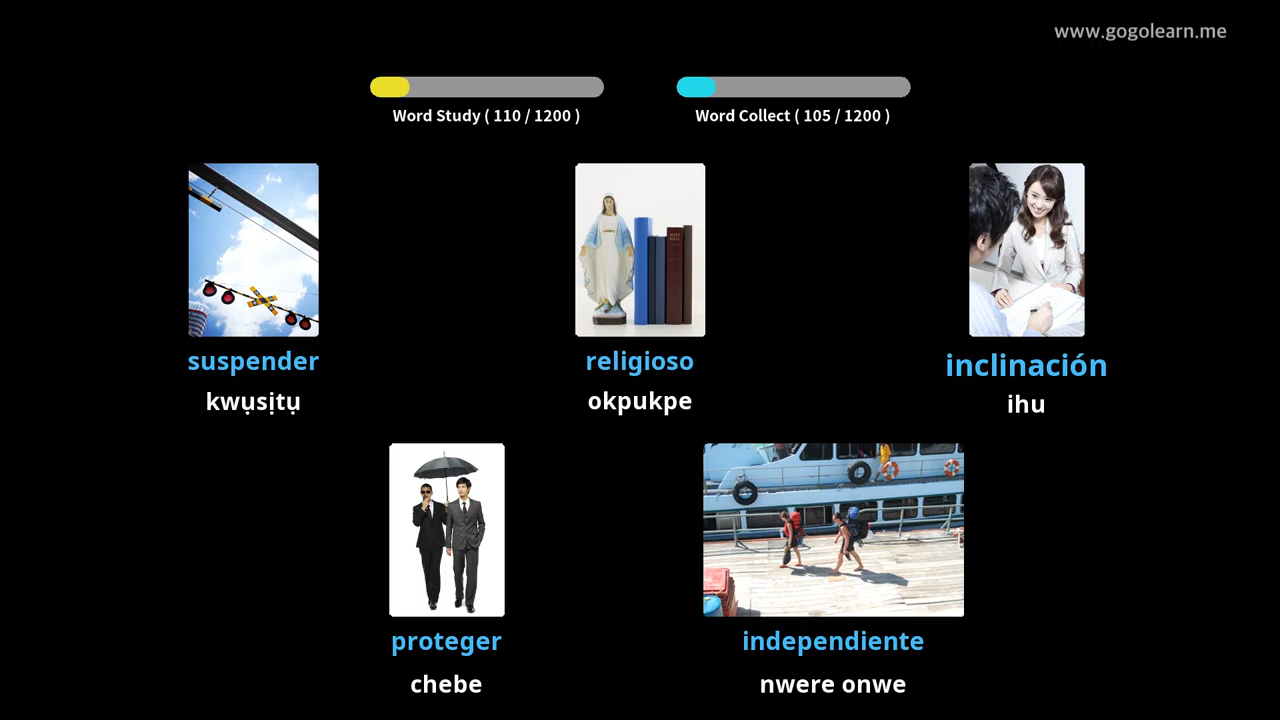 www.gogolearn.me
Word Study ( 110 / 1200 )
Word Collect ( 105 / 1200 )
suspender
kwụsịtụ
religioso
okpukpe
inclinación
ihu
proteger
chebe
independiente
nwere onwe